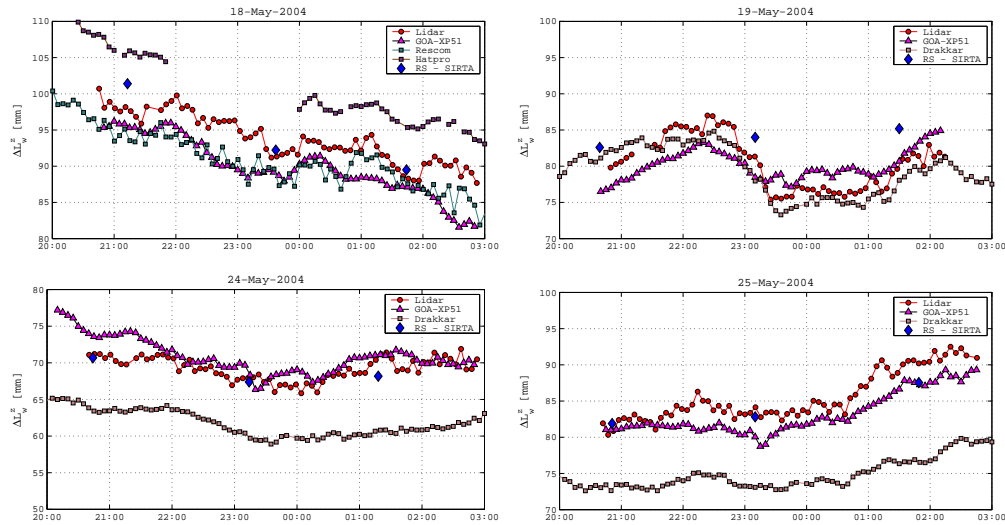 18-May-2004
110
105
100
95
90
85
80
ΔL_w^z [mm]
20:00 21:00 22:00 23:00 00:00 01:00 02:00 03:00
Lidar
GOA-XP51
Rescom
Hatpro
RS - SIRTA
19-May-2004
100
95
90
85
80
75
70
ΔL_w^z [mm]
20:00 21:00 22:00 23:00 00:00 01:00 02:00 03:00
Lidar
GOA-XP51
Drakkar
RS - SIRTA
24-May-2004
80
75
70
65
60
55
50
ΔL_w^z [mm]
20:00 21:00 22:00 23:00 00:00 01:00 02:00 03:00
Lidar
GOA-XP51
Drakkar
RS - SIRTA
25-May-2004
100
95
90
85
80
75
70
ΔL_w^z [mm]
20:00 21:00 22:00 23:00 00:00 01:00 02:00 03:00
Lidar
GOA-XP51
Drakkar
RS - SIRTA